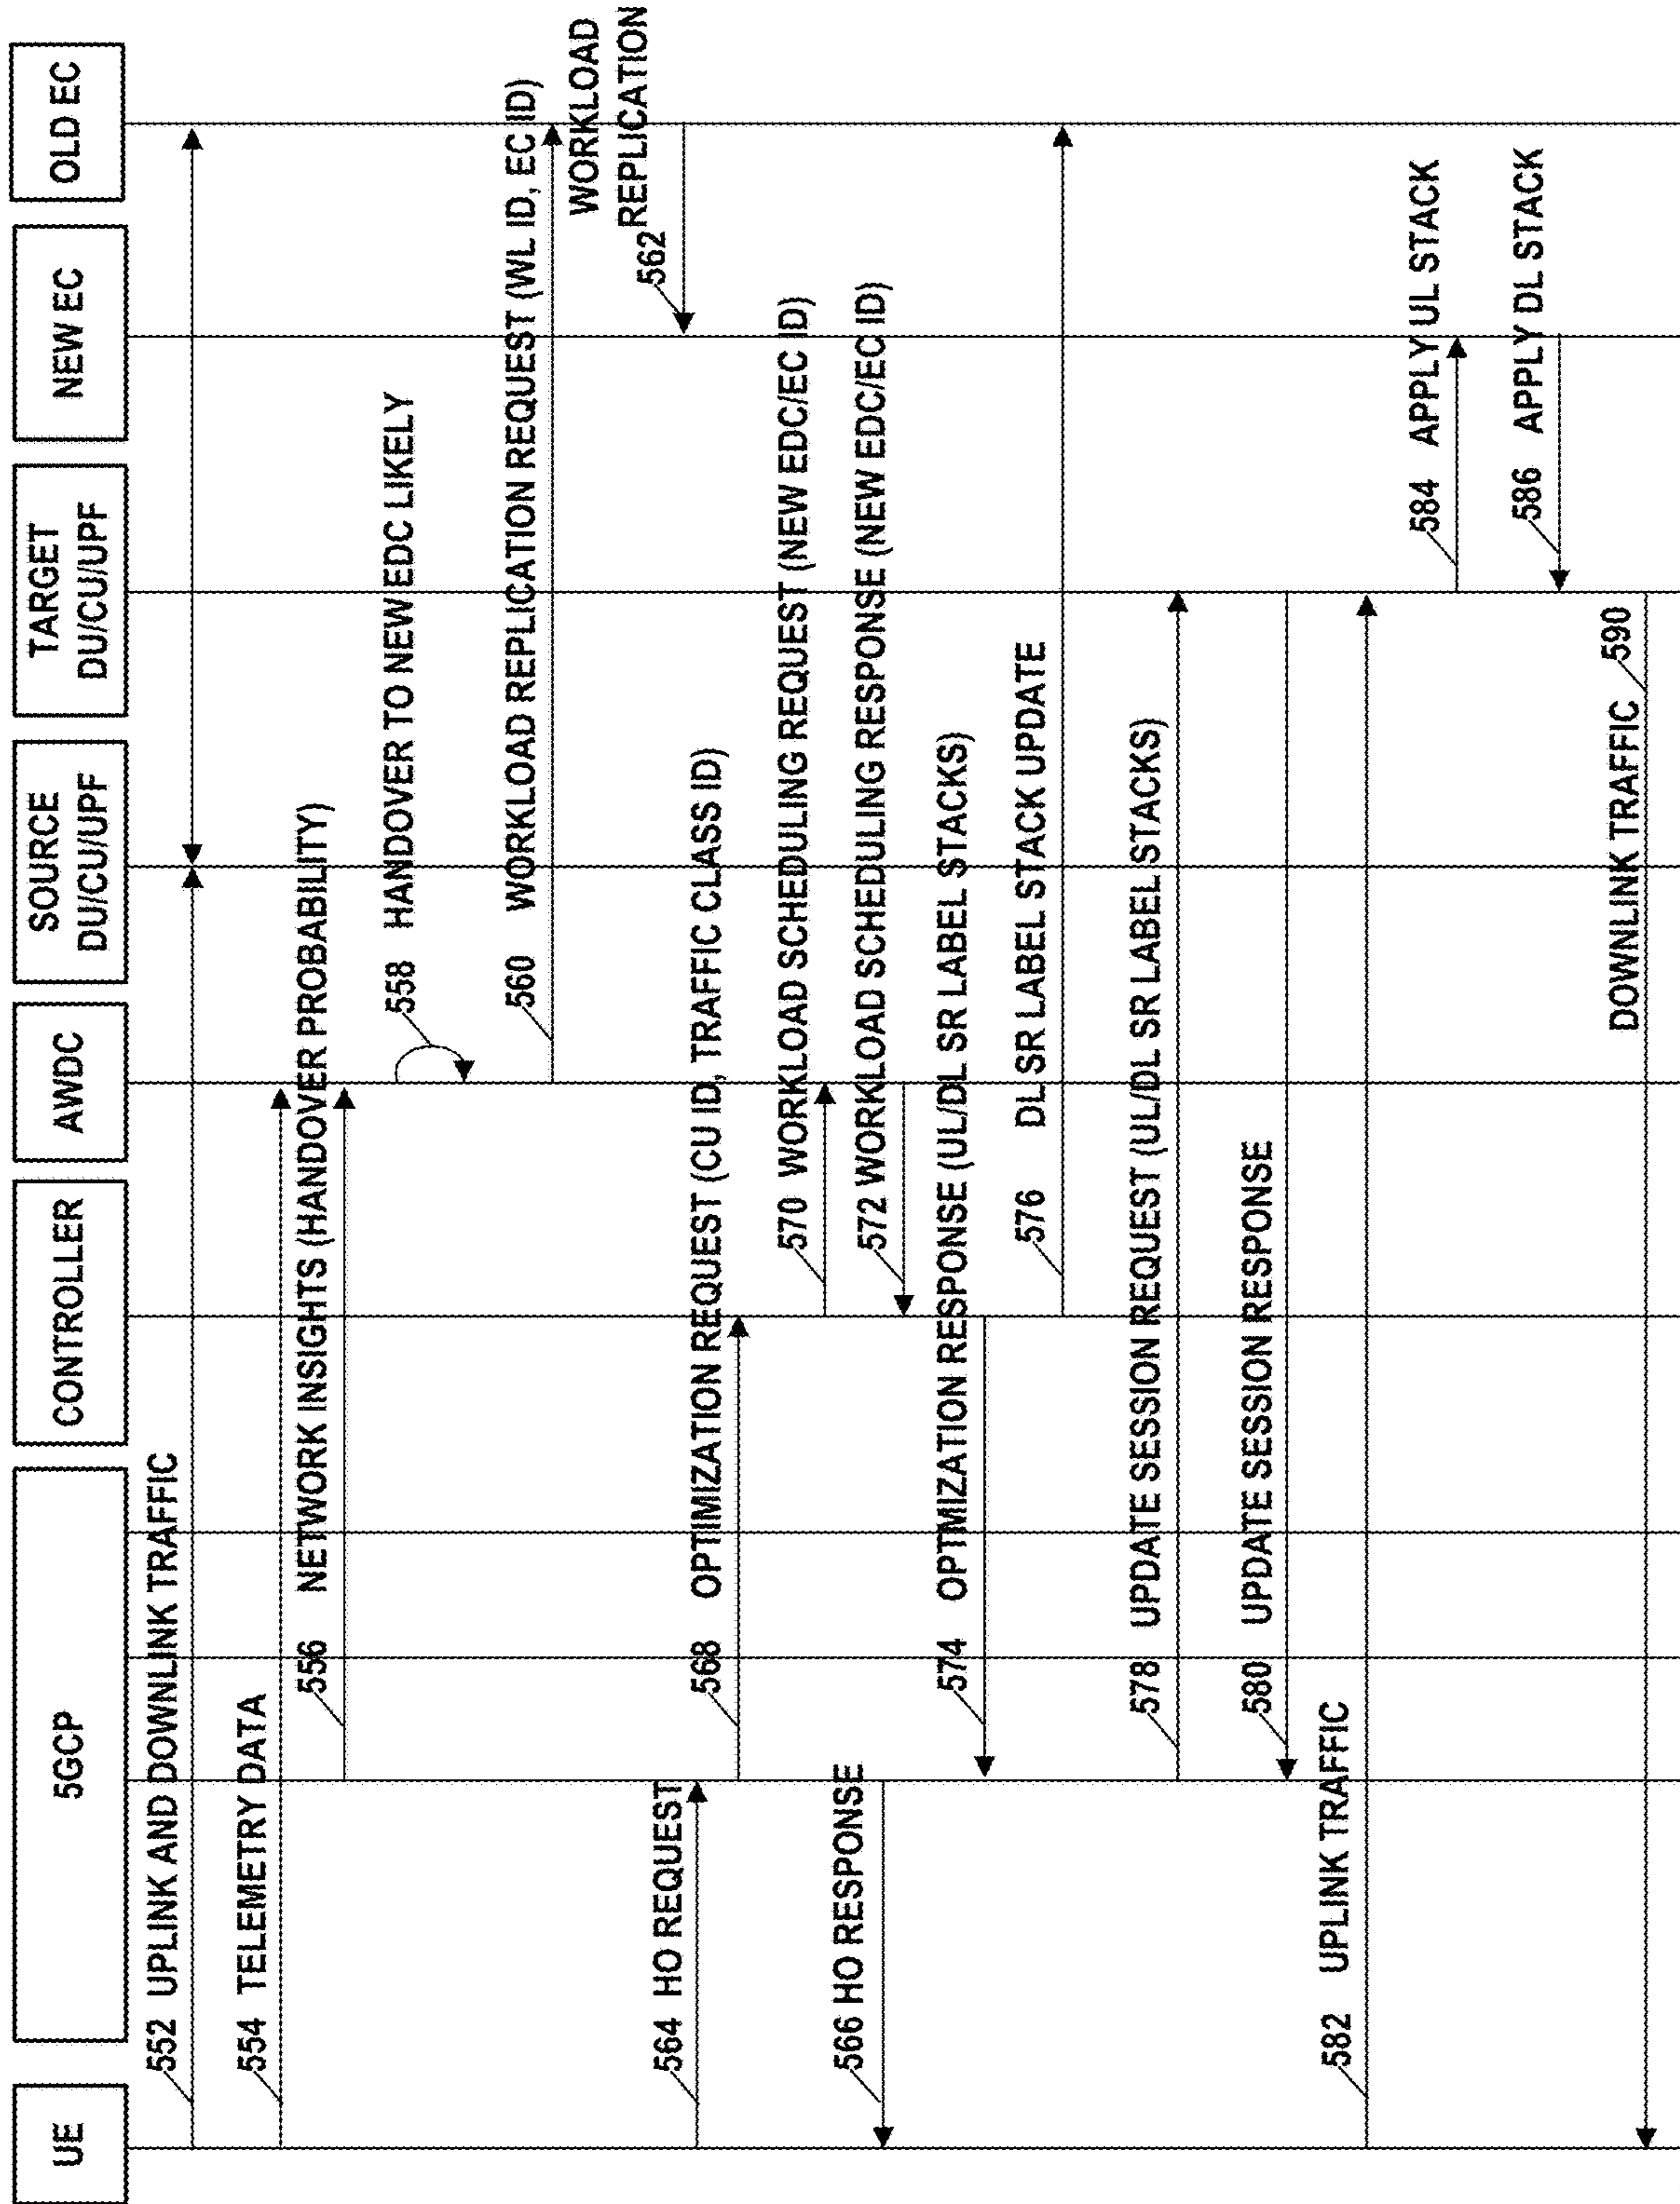 UE
5GCP
CONTROLLER
AWDC
SOURCE
DU/CU/UPF
TARGET
DU/CU/UPF
NEW EC
OLD EC
552 UPLINK AND DOWNLINK TRAFFIC
554 TELEMETRY DATA
556 NETWORK INSIGHTS (HANDOVER PROBABILITY)
558 HANDOVER TO NEW EDC LIKELY
560 WORKLOAD REPLICATION REQUEST (WL ID, EC ID)
WORKLOAD
REPLICATION
562
564 HO REQUEST
568 OPTIMIZATION REQUEST (CU ID, TRAFFIC CLASS ID)
570 WORKLOAD SCHEDULING REQUEST (NEW EDC/EC ID)
566 HO RESPONSE
572 WORKLOAD SCHEDULING RESPONSE (NEW EDC/EC ID)
574 OPTIMIZATION RESPONSE (UL/DL SR LABEL STACKS)
576 DL SR LABEL STACK UPDATE
578 UPDATE SESSION REQUEST (UL/DL SR LABEL STACKS)
580 UPDATE SESSION RESPONSE
582 UPLINK TRAFFIC
584 APPLY UL STACK
586 APPLY DL STACK
DOWNLINK TRAFFIC 590